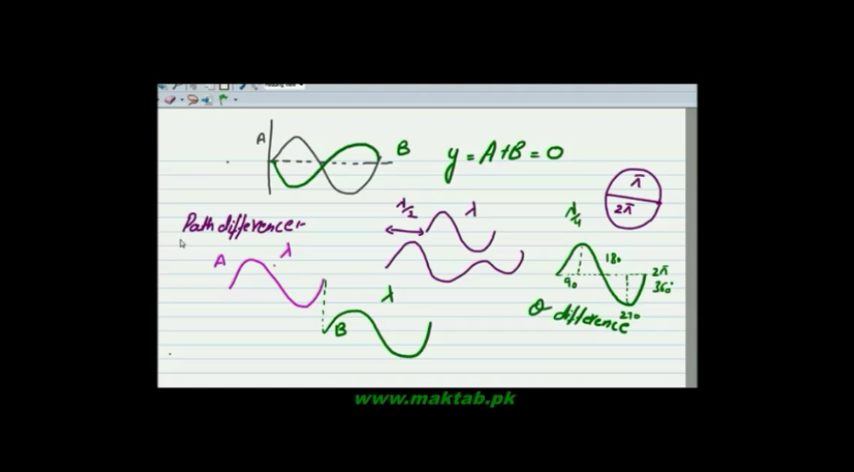 A
B
y = A+B = 0
π
2π
Path difference:-
λ/2
λ
λ/4
A
λ
λ
180
2π
360°
90
270
B
θ difference
www.maktab.pk